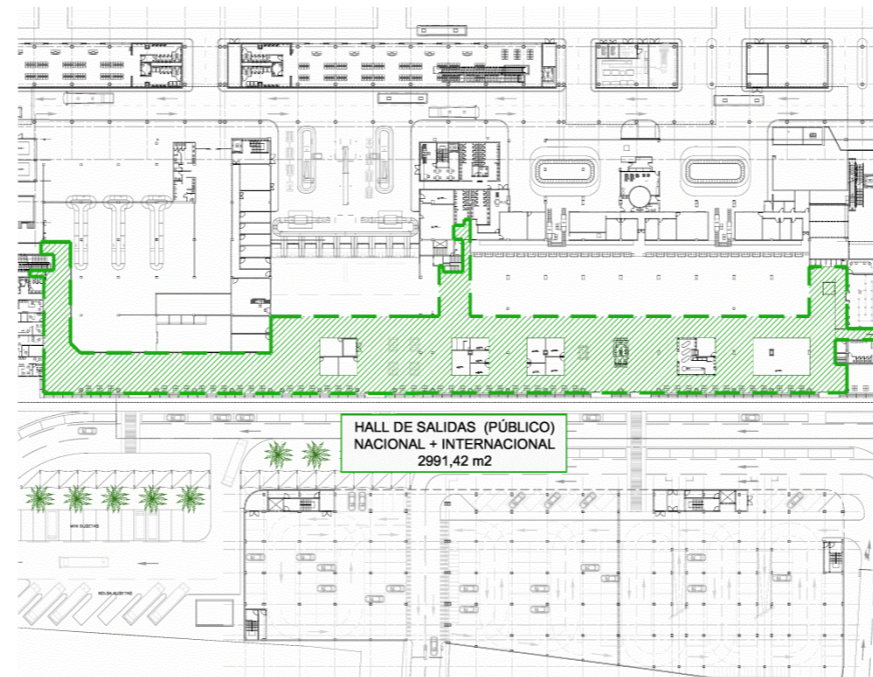 HALL DE SALIDAS (PÚBLICO)
NACIONAL + INTERNACIONAL
2991,42 m2